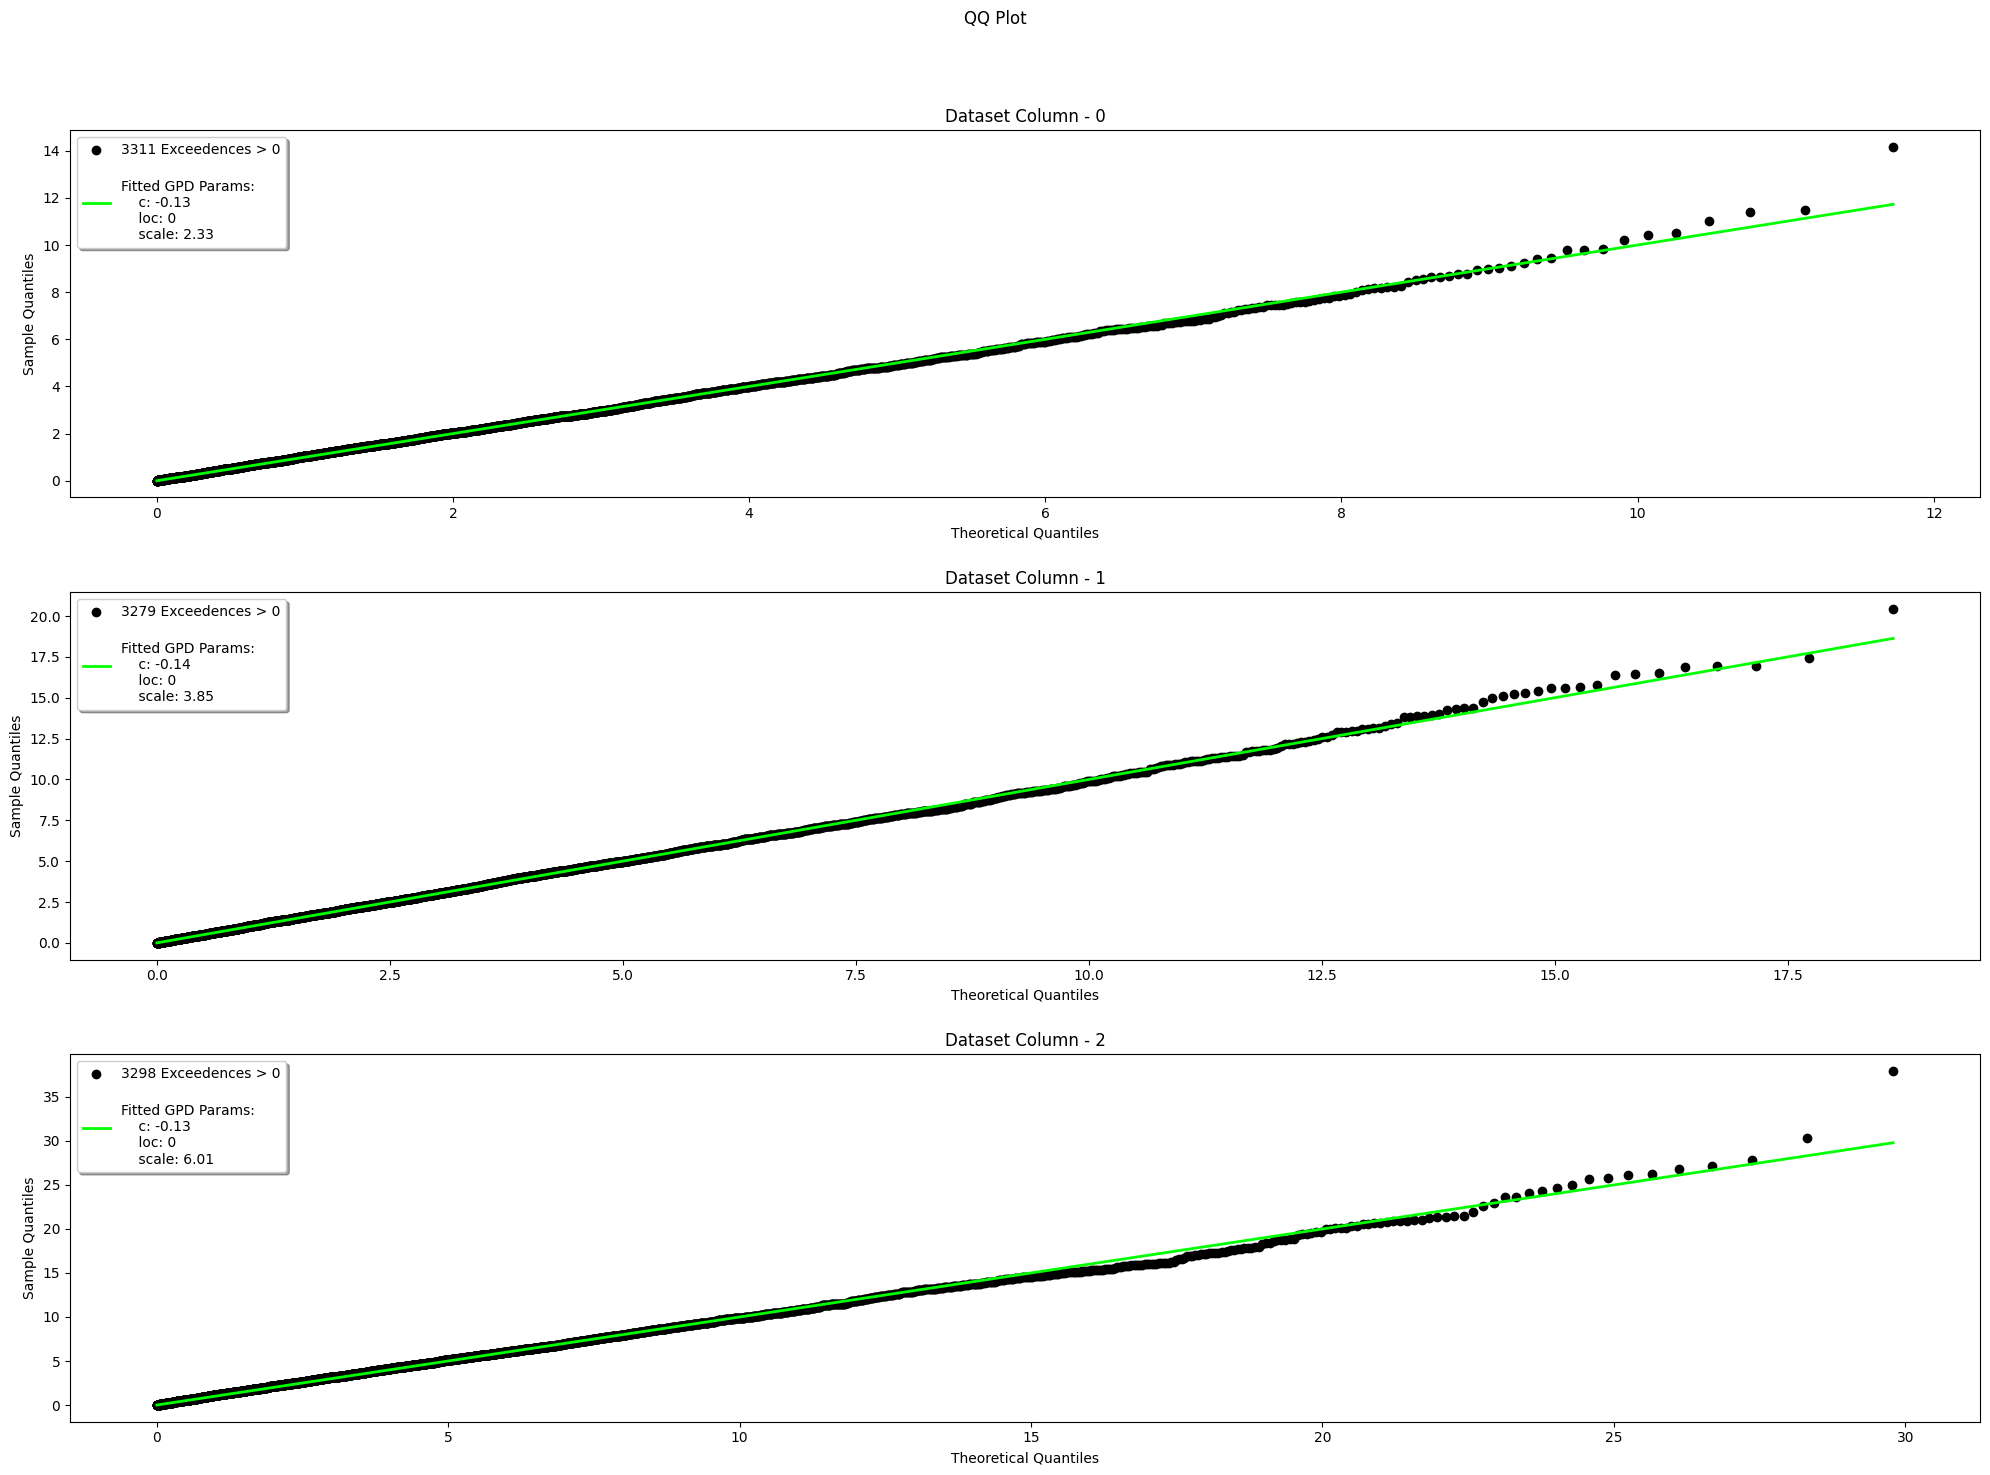 QQ Plot
Dataset Column - 0
3311 Exceedences > 0
Fitted GPD Params:
c: -0.13
loc: 0
scale: 2.33
Sample Quantiles
14
12
10
8
6
4
2
0
0 2 4 6 8 10 12
Theoretical Quantiles
Dataset Column - 1
3279 Exceedences > 0
Fitted GPD Params:
c: -0.14
loc: 0
scale: 3.85
Sample Quantiles
20.0
17.5
15.0
12.5
10.0
7.5
5.0
2.5
0.0
0.0 2.5 5.0 7.5 10.0 12.5 15.0 17.5
Theoretical Quantiles
Dataset Column - 2
3298 Exceedences > 0
Fitted GPD Params:
c: -0.13
loc: 0
scale: 6.01
Sample Quantiles
35
30
25
20
15
10
5
0
0 5 10 15 20 25 30
Theoretical Quantiles